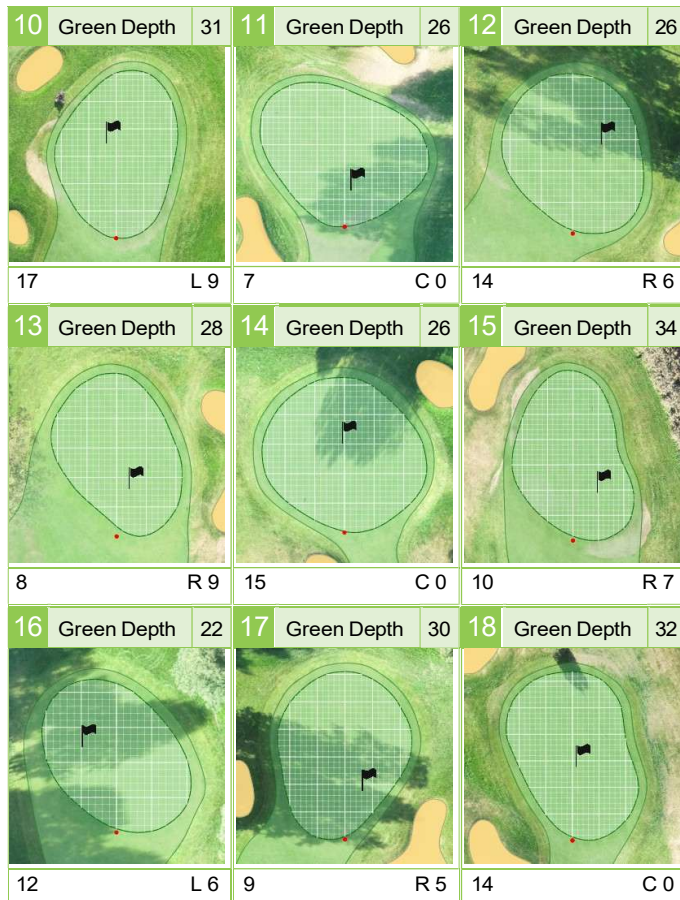 10 Green Depth 31 11 Green Depth 26 12 Green Depth 26
17 L 9 7 C 0 14 R 6
13 Green Depth 28 14 Green Depth 26 15 Green Depth 34
8 R 9 15 C 0 10 R 7
16 Green Depth 22 17 Green Depth 30 18 Green Depth 32
12 L 6 9 R 5 14 C 0